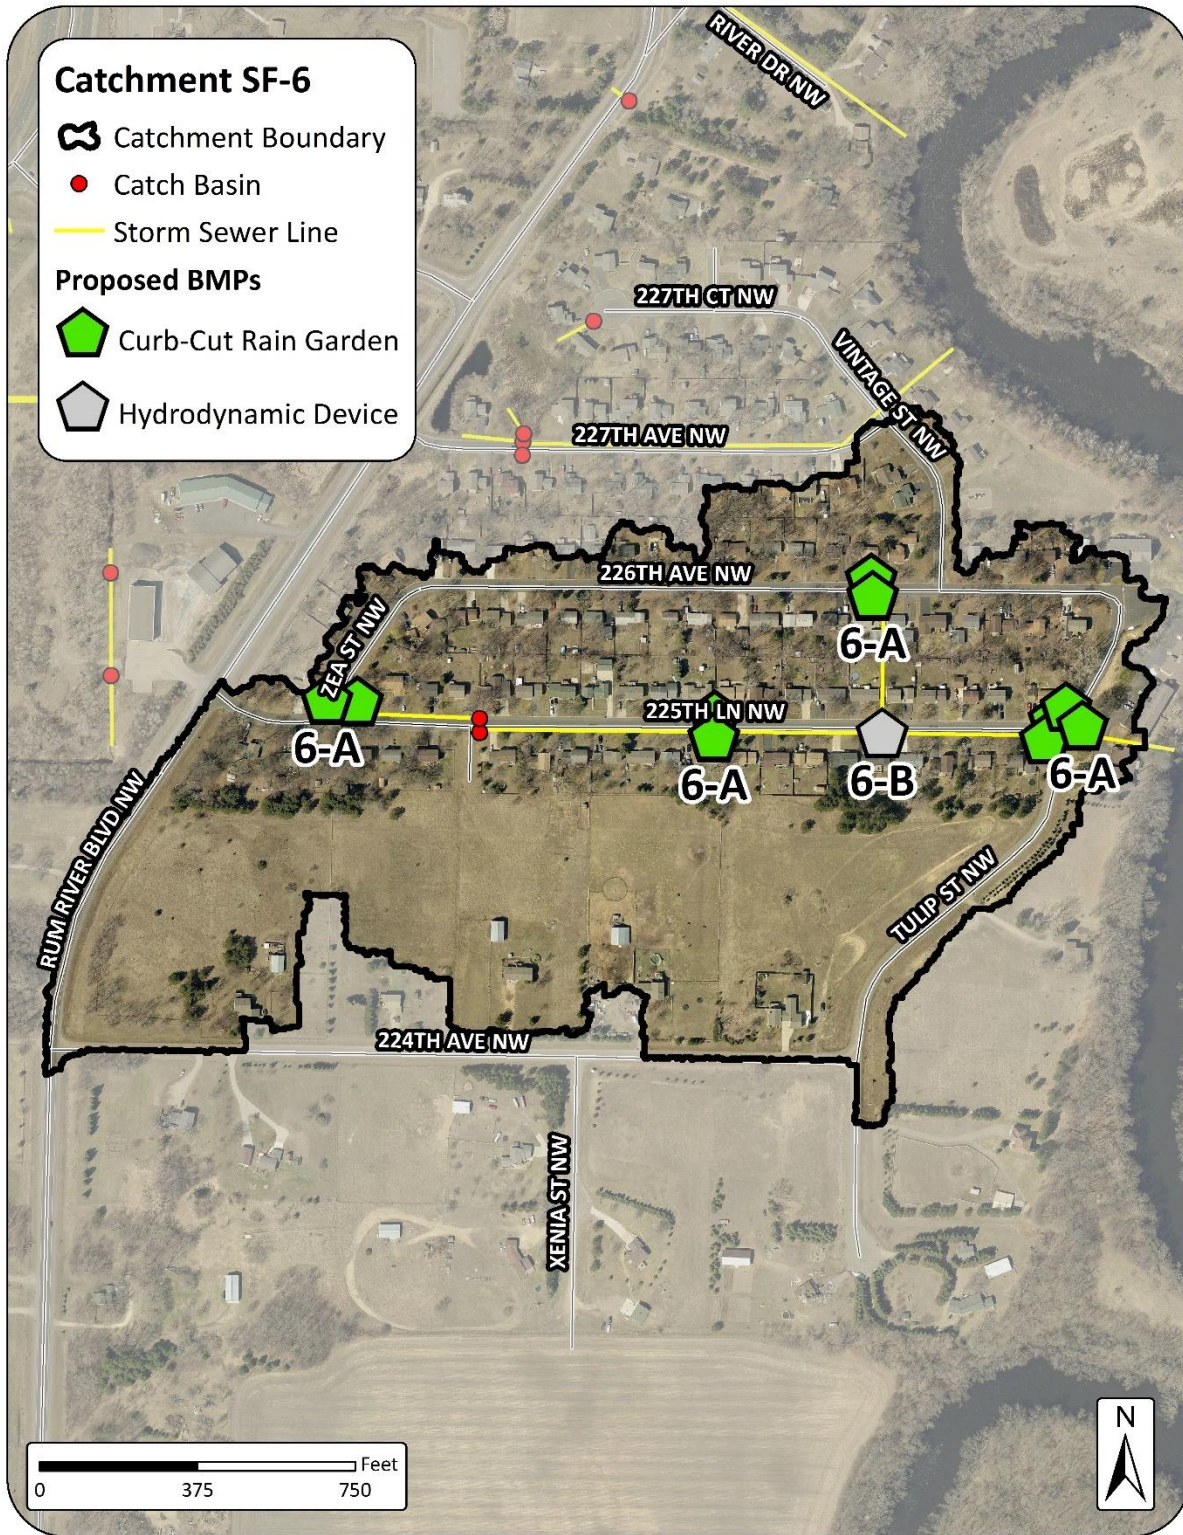 Catchment SF-6
Catchment Boundary
Catch Basin
Storm Sewer Line
Proposed BMPs
Curb-Cut Rain Garden
Hydrodynamic Device
RIVER DR NW
227TH CT NW
VINTAGE ST NW
227TH AVE NW
226TH AVE NW
ZEA ST NW
6-A
225TH LN NW
6-A
6-A
6-B
6-A
RUM RIVER BLVD NW
TULIP ST NW
224TH AVE NW
XENIA ST NW
N
Feet
0 375 750